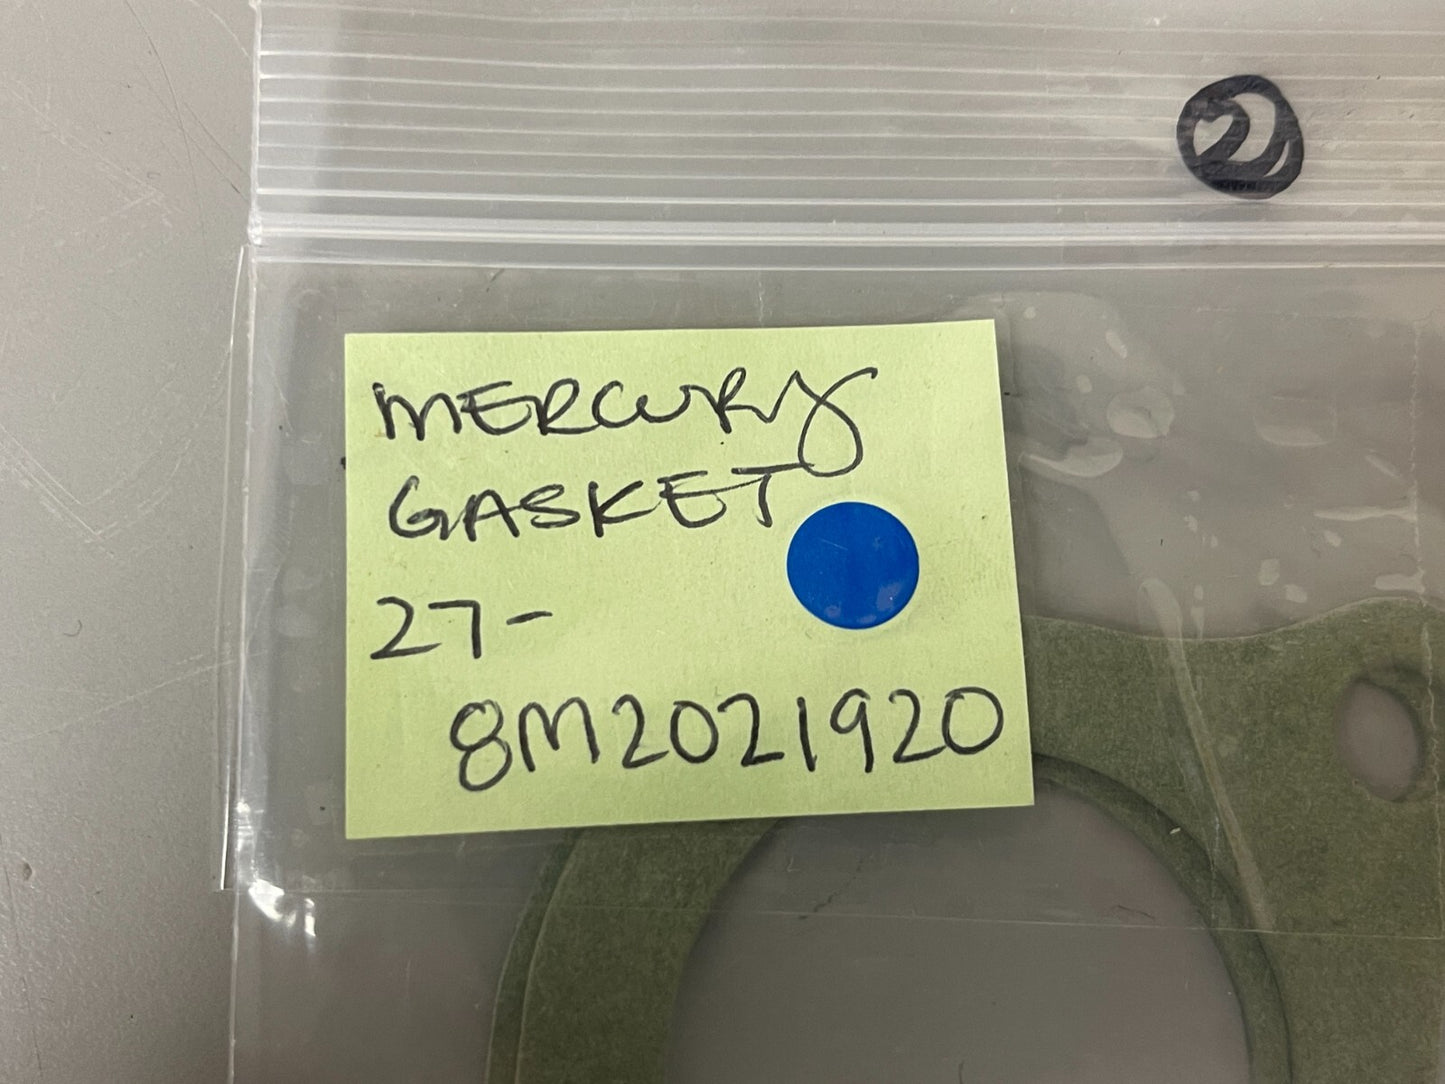 2
MERCURY
GASKET
27-
8M2021920